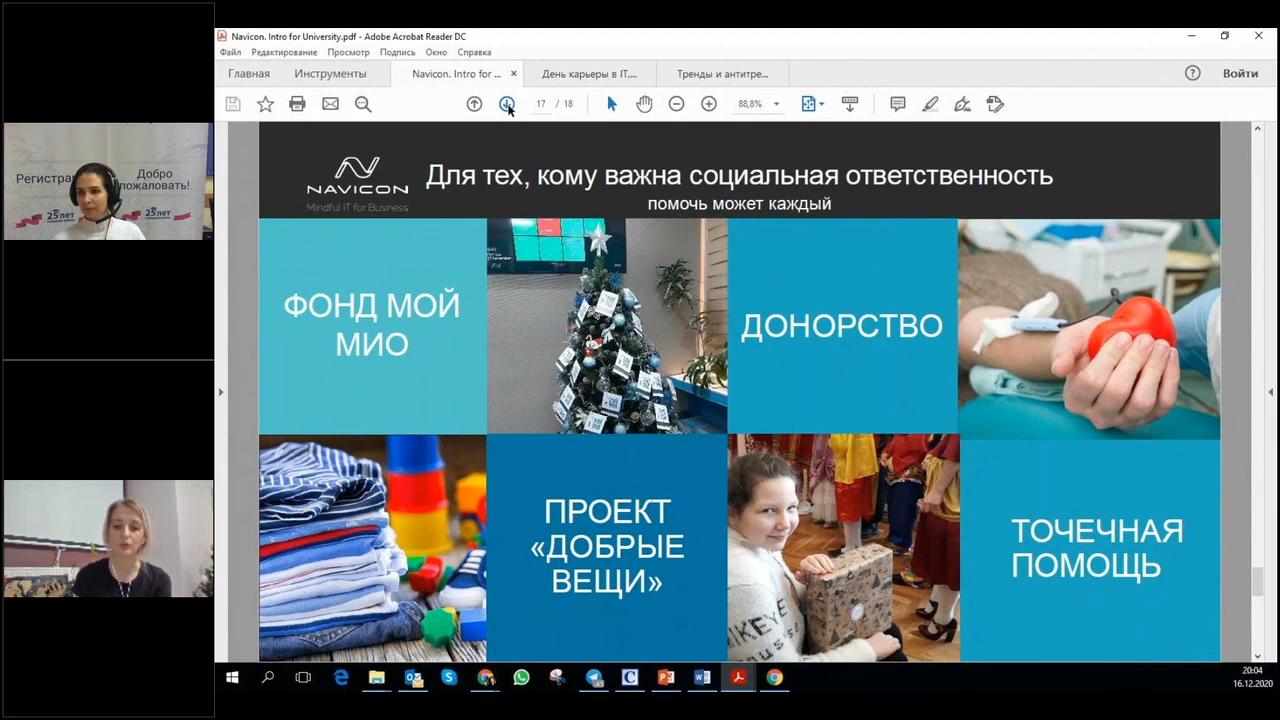 Navicon. Intro for University.pdf - Adobe Acrobat Reader DC
Файл Редактирование Просмотр Подпись Окно Справка
Главная Инструменты Navicon. Intro for ... × День карьеры в IT,... Тренды и антитре... Войти
17 / 18 88,8%
NAVICON
Mindful IT for Business
Для тех, кому важна социальная ответственность
помочь может каждый
ФОНД МОЙ
МИО
ДОНОРСТВО
ПРОЕКТ
«ДОБРЫЕ
ВЕЩИ»
ТОЧЕЧНАЯ
ПОМОЩЬ
Добро
пожаловать!
25 лет
25 лет
20:04
16.12.2020